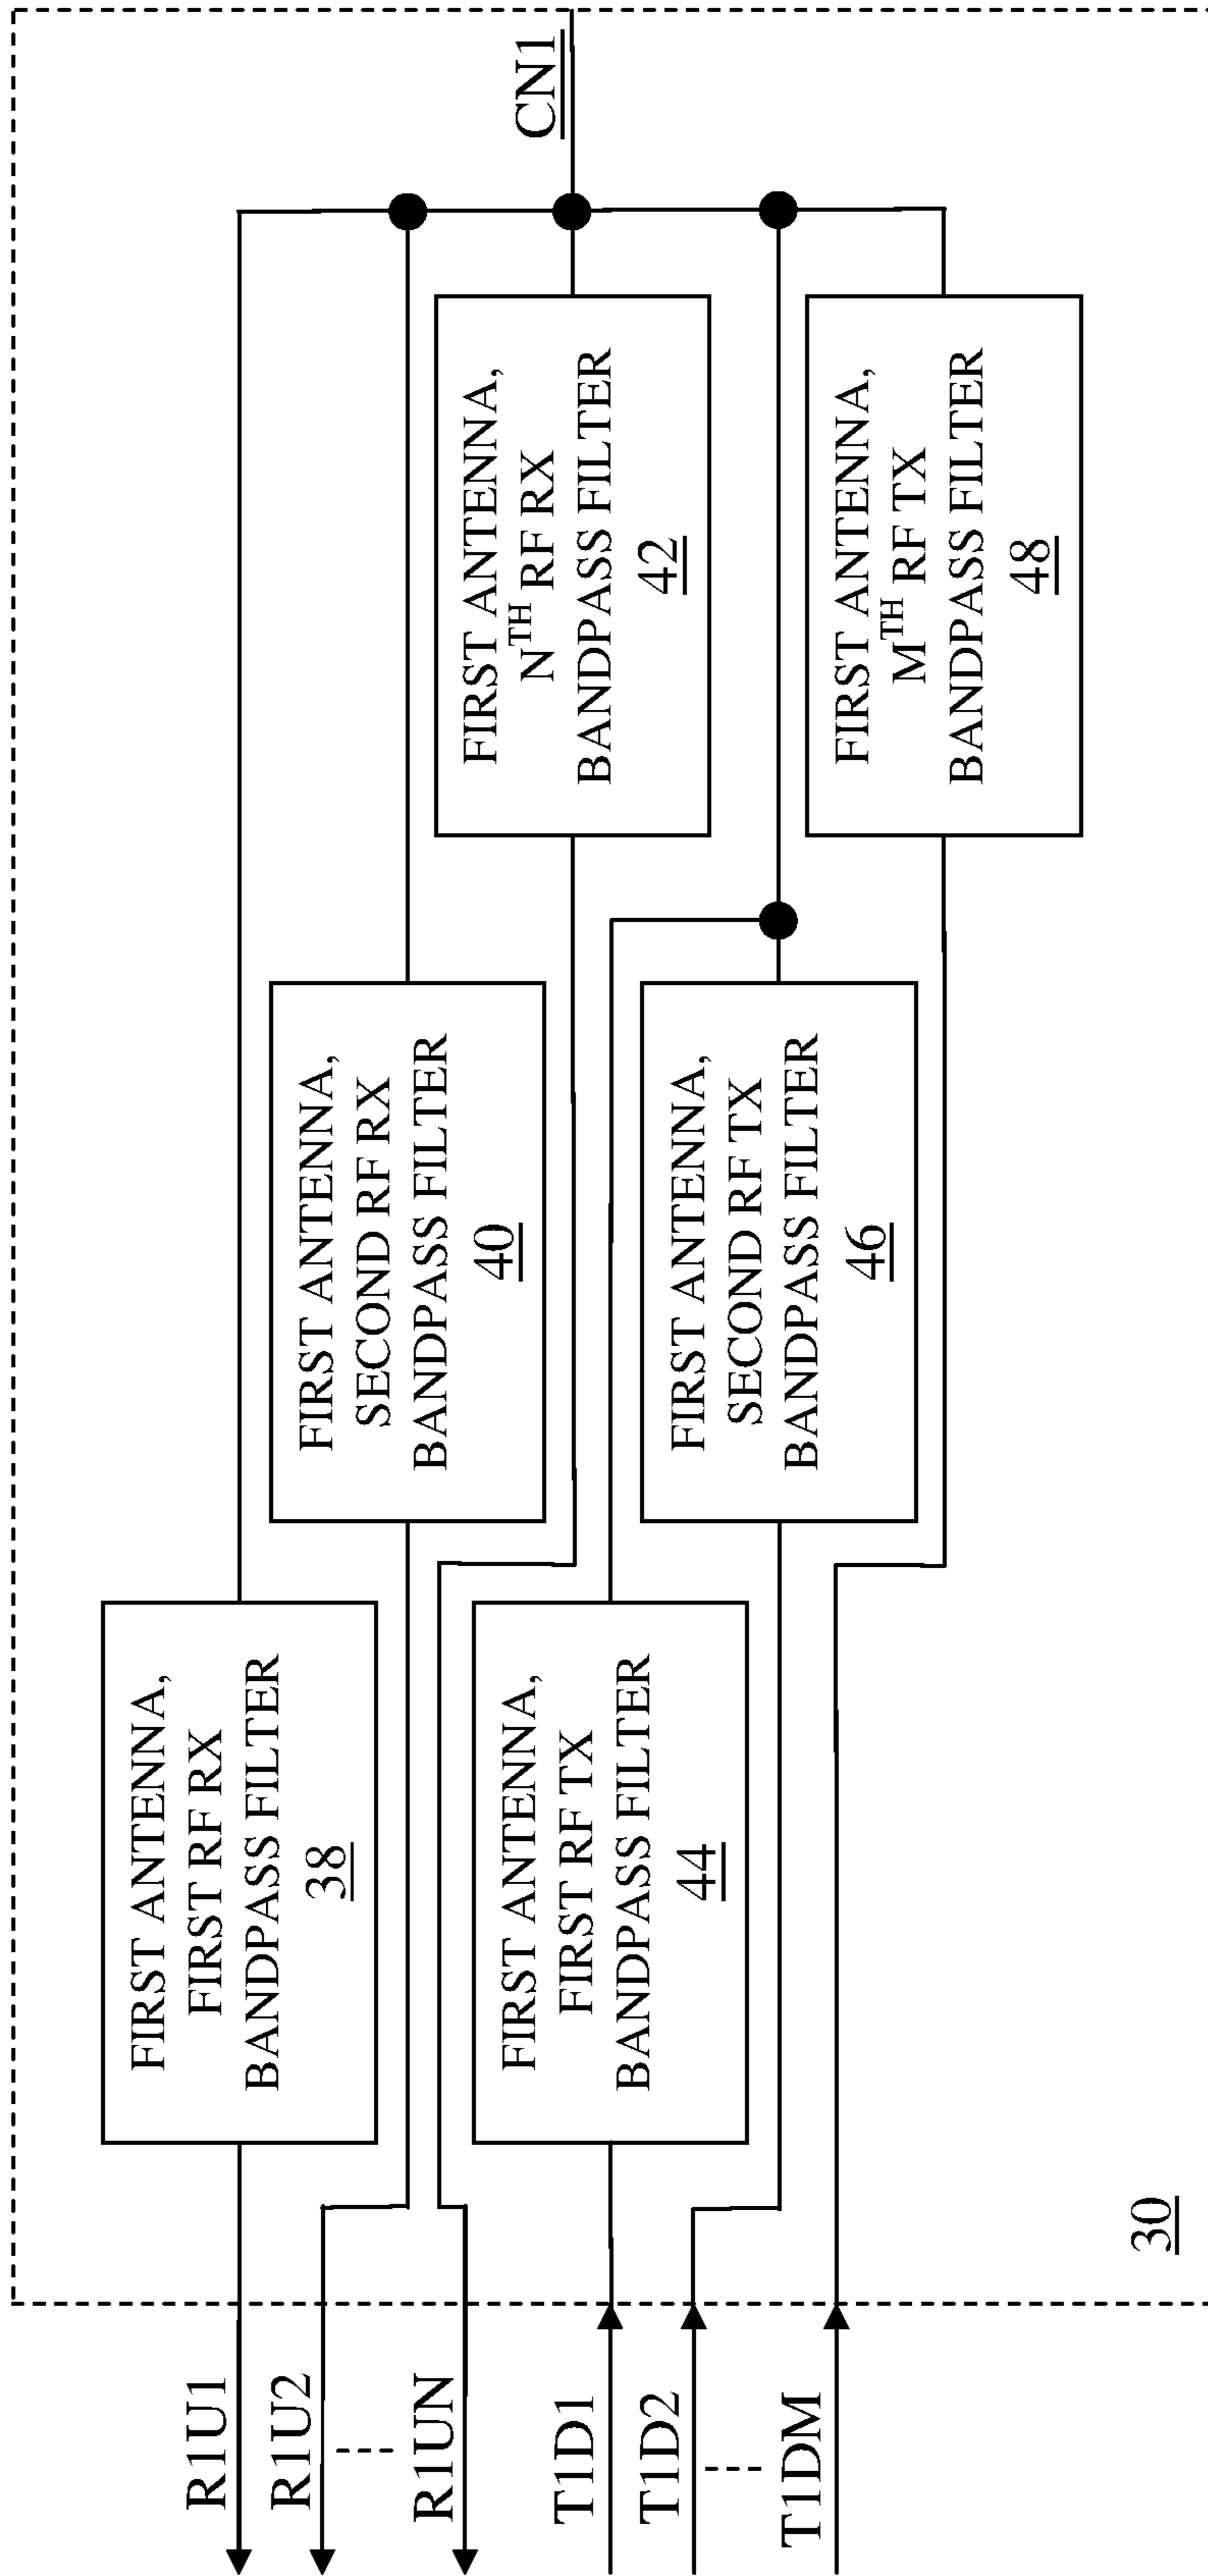 R1U1
R1U2
R1UN
T1D1
T1D2
T1DM
FIRST ANTENNA,
FIRST RF RX
BANDPASS FILTER
38
FIRST ANTENNA,
SECOND RF RX
BANDPASS FILTER
40
FIRST ANTENNA,
NTH RF RX
BANDPASS FILTER
42
FIRST ANTENNA,
FIRST RF TX
BANDPASS FILTER
44
FIRST ANTENNA,
SECOND RF TX
BANDPASS FILTER
46
FIRST ANTENNA,
MTH RF TX
BANDPASS FILTER
48
CN1
30